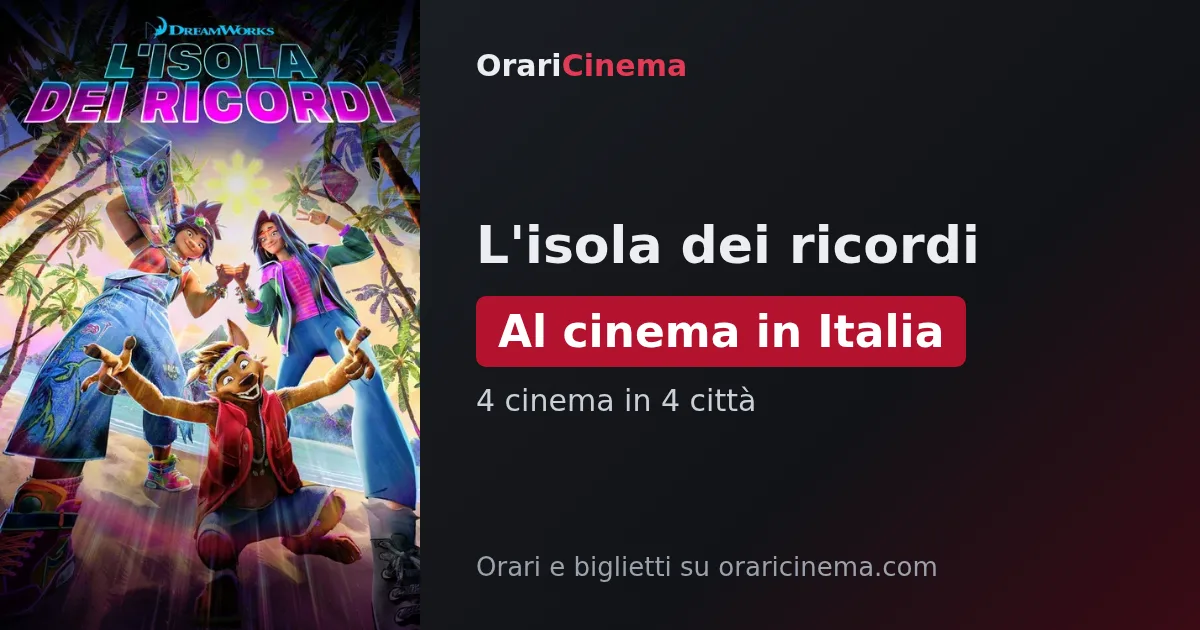 DREAMWORKS
L'ISOLA
DEI RICORDI
OrariCinema
L'isola dei ricordi
Al cinema in Italia
4 cinema in 4 città
Orari e biglietti su oraricinema.com